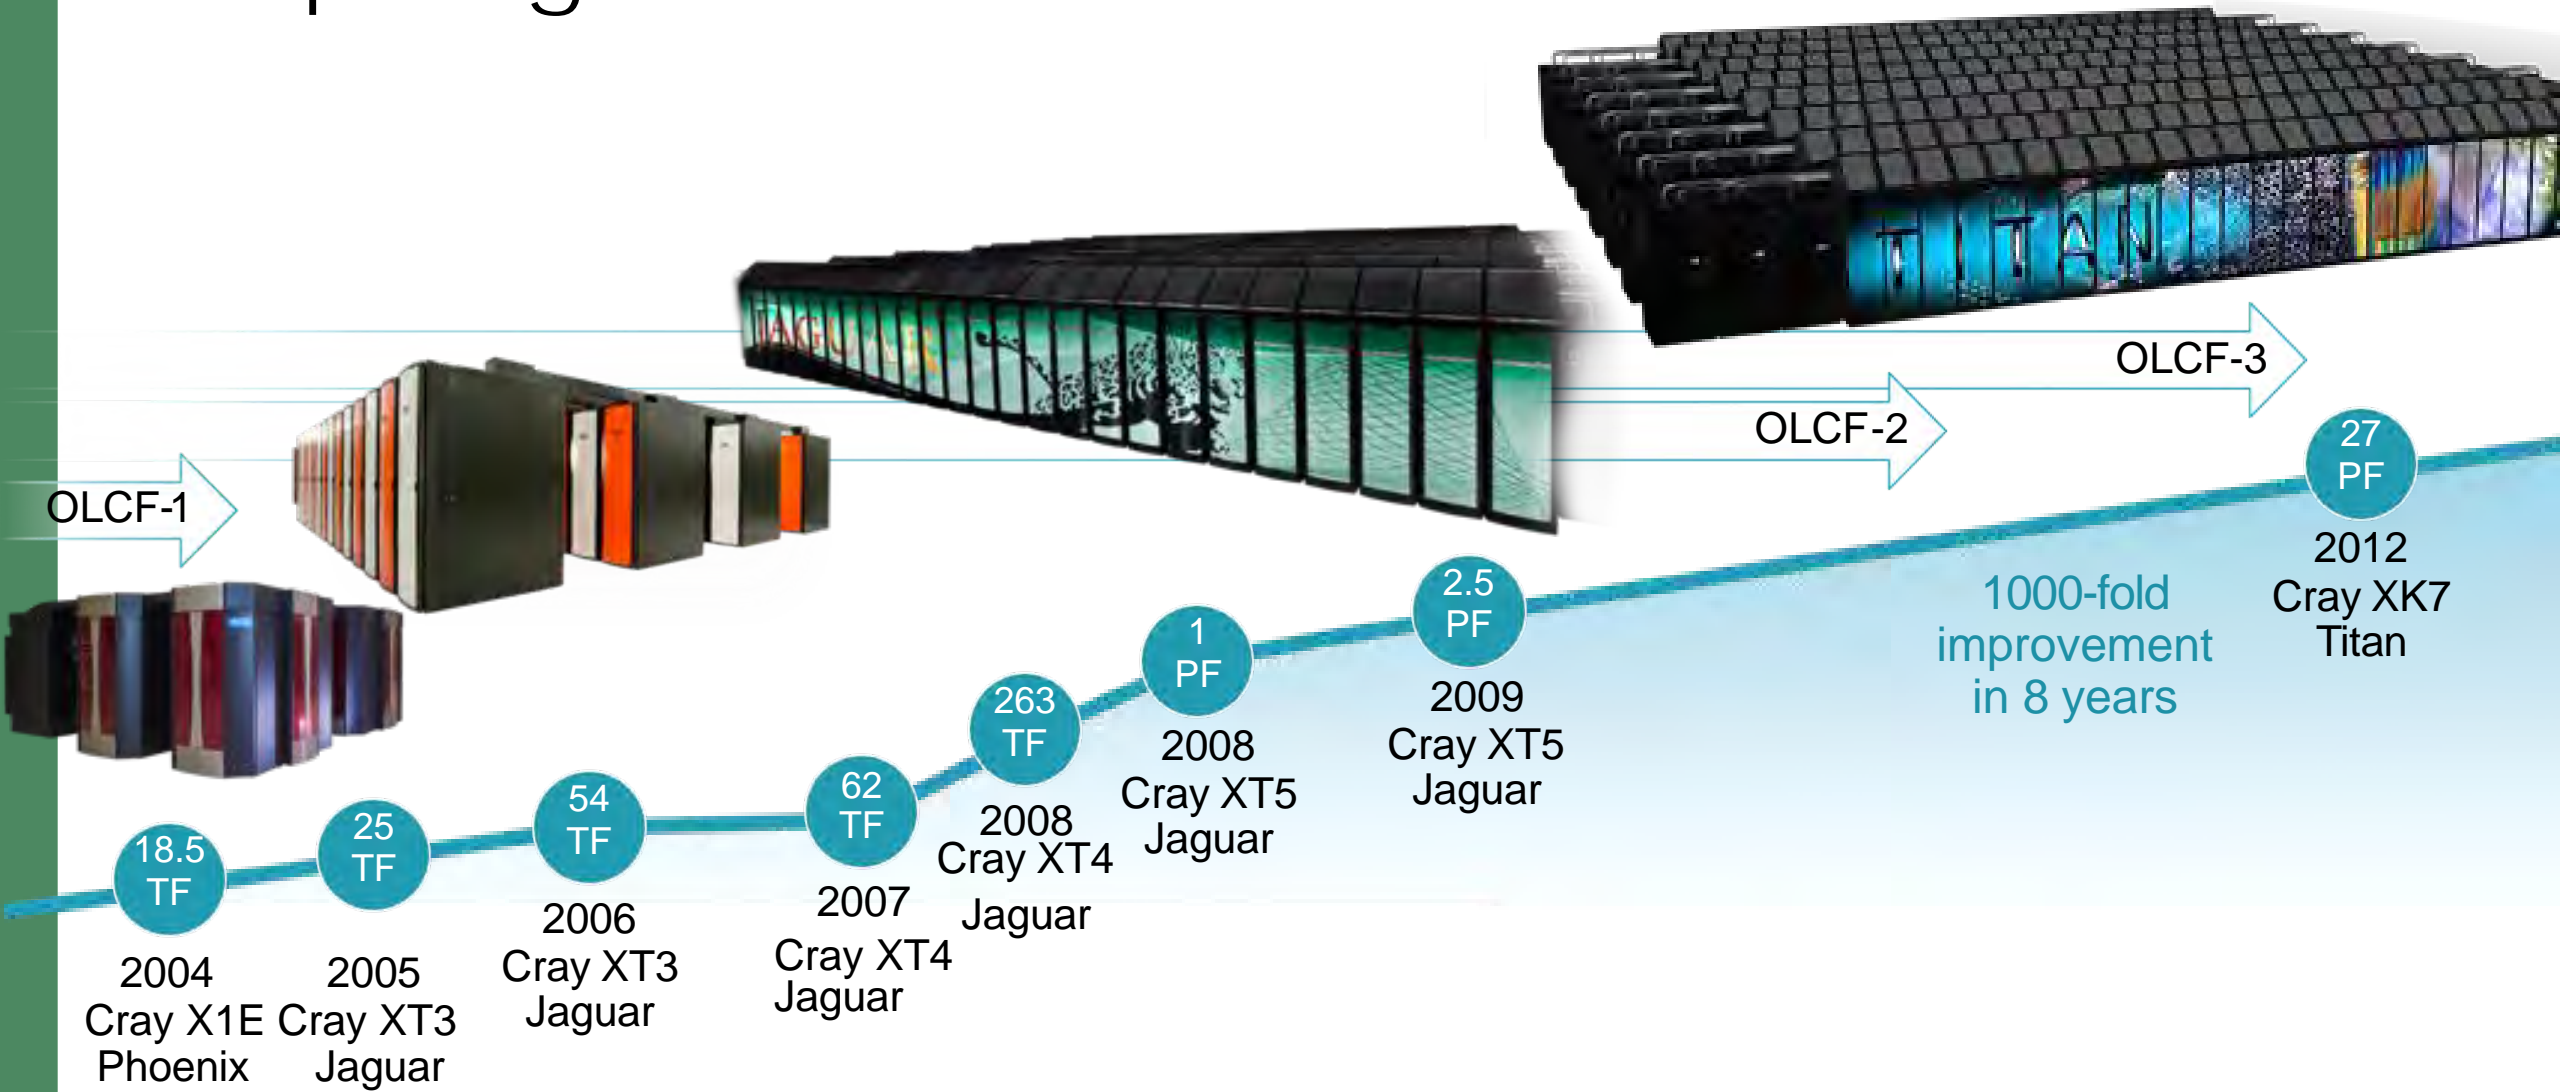 JAGUAR
TITAN
OLCF-3
OLCF-2
OLCF-1
18.5
TF
2004
Cray X1E
Phoenix
25
TF
2005
Cray XT3
Jaguar
54
TF
2006
Cray XT3
Jaguar
62
TF
2007
Cray XT4
Jaguar
263
TF
2008
Cray XT4
Jaguar
1
PF
2008
Cray XT5
Jaguar
2.5
PF
2009
Cray XT5
Jaguar
1000-fold
improvement
in 8 years
27
PF
2012
Cray XK7
Titan